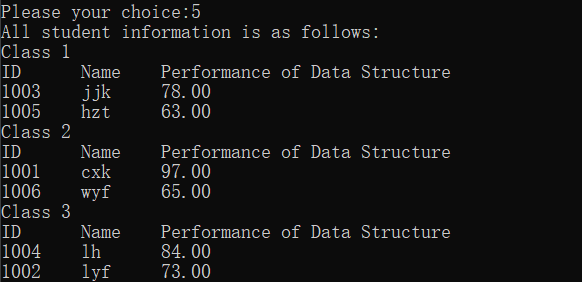 Please your choice:5
All student information is as follows:
Class 1
ID Name Performance of Data Structure
1003 jjk 78.00
1005 hzt 63.00
Class 2
ID Name Performance of Data Structure
1001 cxk 97.00
1006 wyf 65.00
Class 3
ID Name Performance of Data Structure
1004 lh 84.00
1002 lyf 73.00